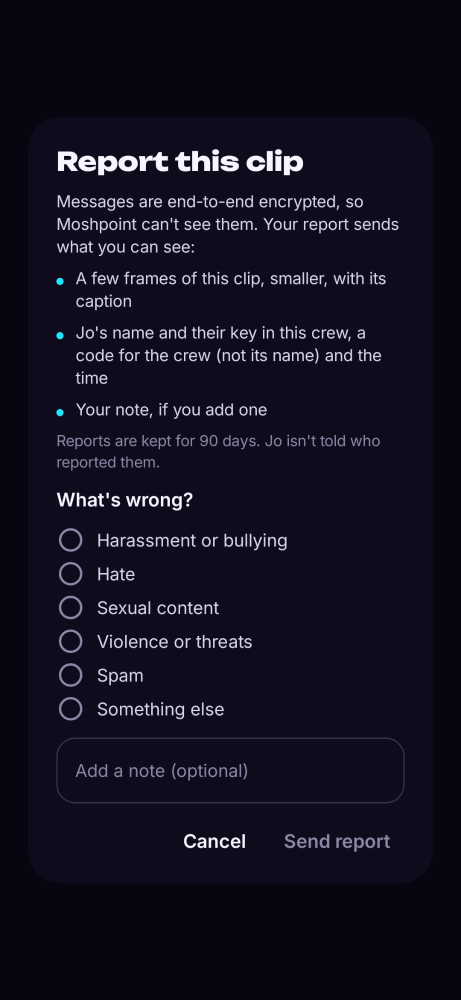 Report this clip
Messages are end-to-end encrypted, so
Moshpoint can't see them. Your report sends
what you can see:
A few frames of this clip, smaller, with its
caption
Jo's name and their key in this crew, a
code for the crew (not its name) and the
time
Your note, if you add one
Reports are kept for 90 days. Jo isn't told who
reported them.
What's wrong?
Harassment or bullying
Hate
Sexual content
Violence or threats
Spam
Something else
Add a note (optional)
Cancel Send report